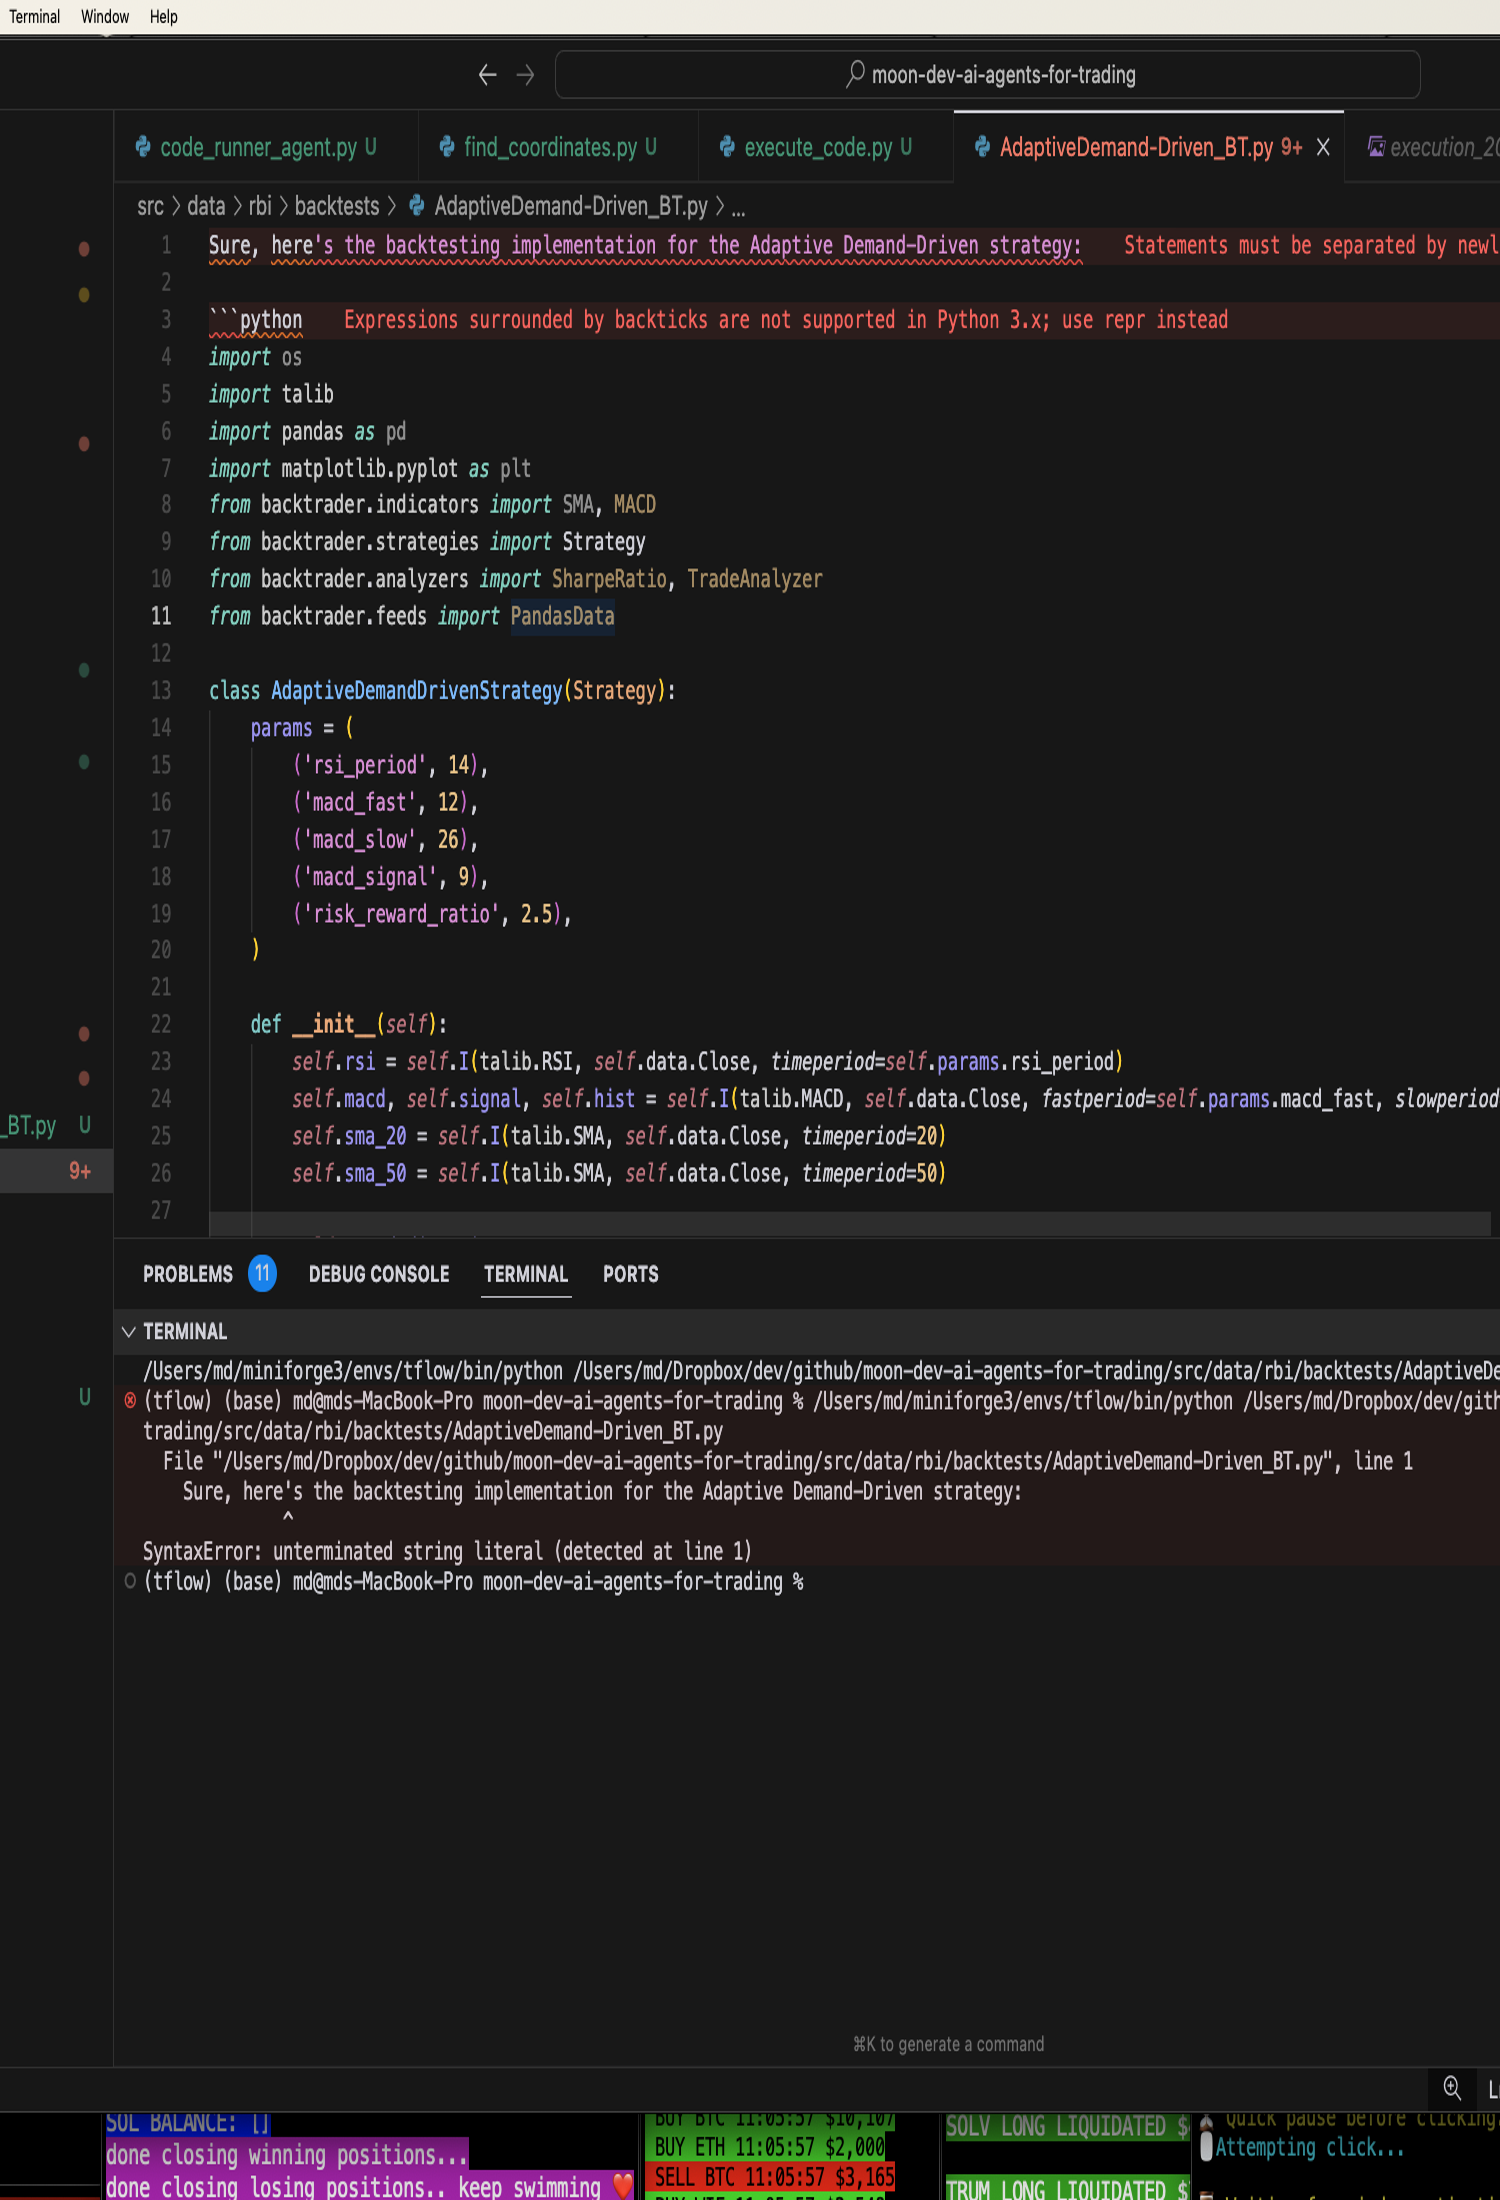 Terminal Window Help
moon-dev-ai-agents-for-trading
code_runner_agent.py U find_coordinates.py U execute_code.py U AdaptiveDemand-Driven_BT.py 9+ execution_20
src > data > rbi > backtests > AdaptiveDemand-Driven_BT.py > ...
1 Sure, here's the backtesting implementation for the Adaptive Demand-Driven strategy: Statements must be separated by newl
2
3 ```python Expressions surrounded by backticks are not supported in Python 3.x; use repr instead
4 import os
5 import talib
6 import pandas as pd
7 import matplotlib.pyplot as plt
8 from backtrader.indicators import SMA, MACD
9 from backtrader.strategies import Strategy
10 from backtrader.analyzers import SharpeRatio, TradeAnalyzer
11 from backtrader.feeds import PandasData
12
13 class AdaptiveDemandDrivenStrategy(Strategy):
14 params = (
15 ('rsi_period', 14),
16 ('macd_fast', 12),
17 ('macd_slow', 26),
18 ('macd_signal', 9),
19 ('risk_reward_ratio', 2.5),
20 )
21
22 def __init__(self):
23 self.rsi = self.I(talib.RSI, self.data.Close, timeperiod=self.params.rsi_period)
24 self.macd, self.signal, self.hist = self.I(talib.MACD, self.data.Close, fastperiod=self.params.macd_fast, slowperiod
25 self.sma_20 = self.I(talib.SMA, self.data.Close, timeperiod=20)
26 self.sma_50 = self.I(talib.SMA, self.data.Close, timeperiod=50)
27
_BT.py U
9+
U
PROBLEMS 11 DEBUG CONSOLE TERMINAL PORTS
TERMINAL
/Users/md/miniforge3/envs/tflow/bin/python /Users/md/Dropbox/dev/github/moon-dev-ai-agents-for-trading/src/data/rbi/backtests/AdaptiveDe
(tflow) (base) md@mds-MacBook-Pro moon-dev-ai-agents-for-trading % /Users/md/miniforge3/envs/tflow/bin/python /Users/md/Dropbox/dev/gith
trading/src/data/rbi/backtests/AdaptiveDemand-Driven_BT.py
File "/Users/md/Dropbox/dev/github/moon-dev-ai-agents-for-trading/src/data/rbi/backtests/AdaptiveDemand-Driven_BT.py", line 1
Sure, here's the backtesting implementation for the Adaptive Demand-Driven strategy:
^
SyntaxError: unterminated string literal (detected at line 1)
(tflow) (base) md@mds-MacBook-Pro moon-dev-ai-agents-for-trading %
⌘K to generate a command
SOL BALANCE: []
done closing winning positions...
done closing losing positions.. keep swimming ❤️
BUY BTC 11:05:57 $10,107
BUY ETH 11:05:57 $2,000
SELL BTC 11:05:57 $3,165
SOLV LONG LIQUIDATED $
TRUM LONG LIQUIDATED $
Quick pause before clicking.
Attempting click...